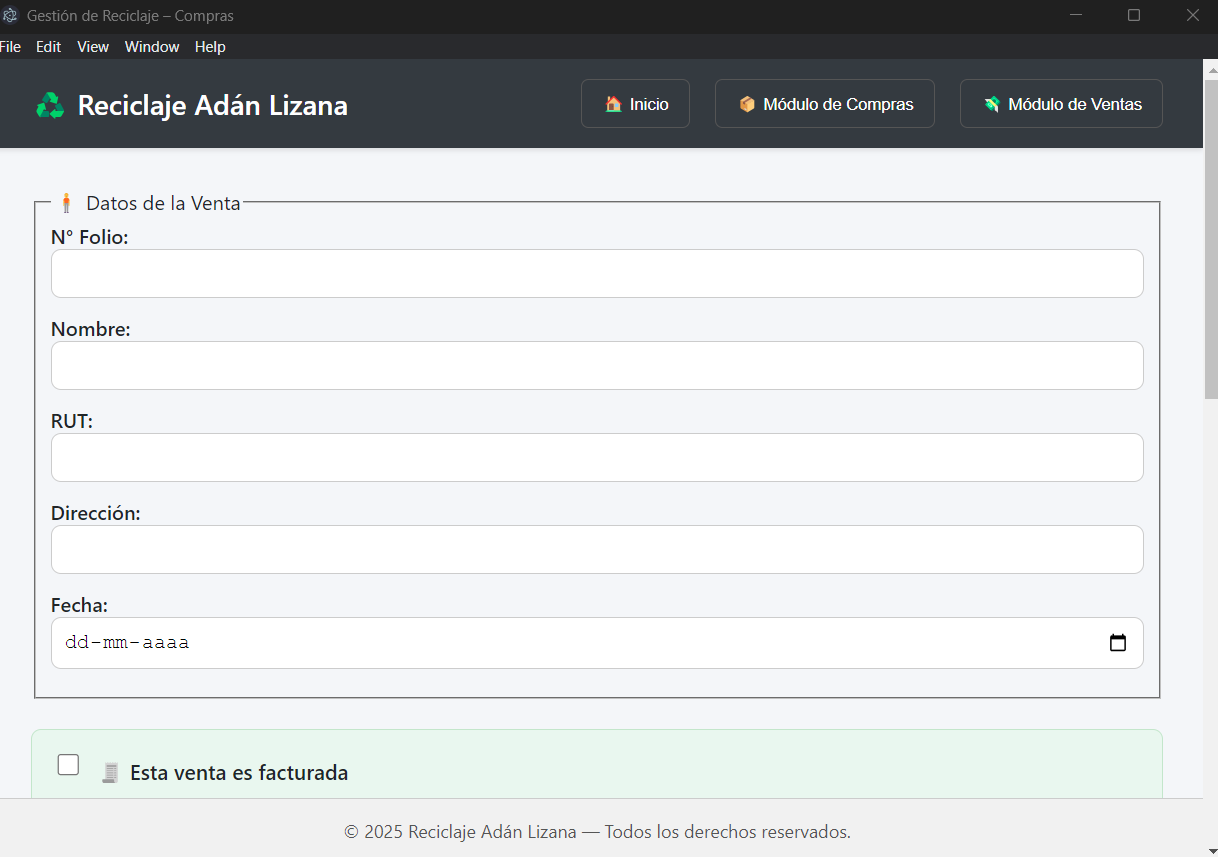 Gestión de Reciclaje – Compras
File Edit View Window Help
Reciclaje Adán Lizana
Inicio
Módulo de Compras
Módulo de Ventas
Datos de la Venta
N° Folio:
Nombre:
RUT:
Dirección:
Fecha:
dd-mm-aaaa
Esta venta es facturada
© 2025 Reciclaje Adán Lizana — Todos los derechos reservados.